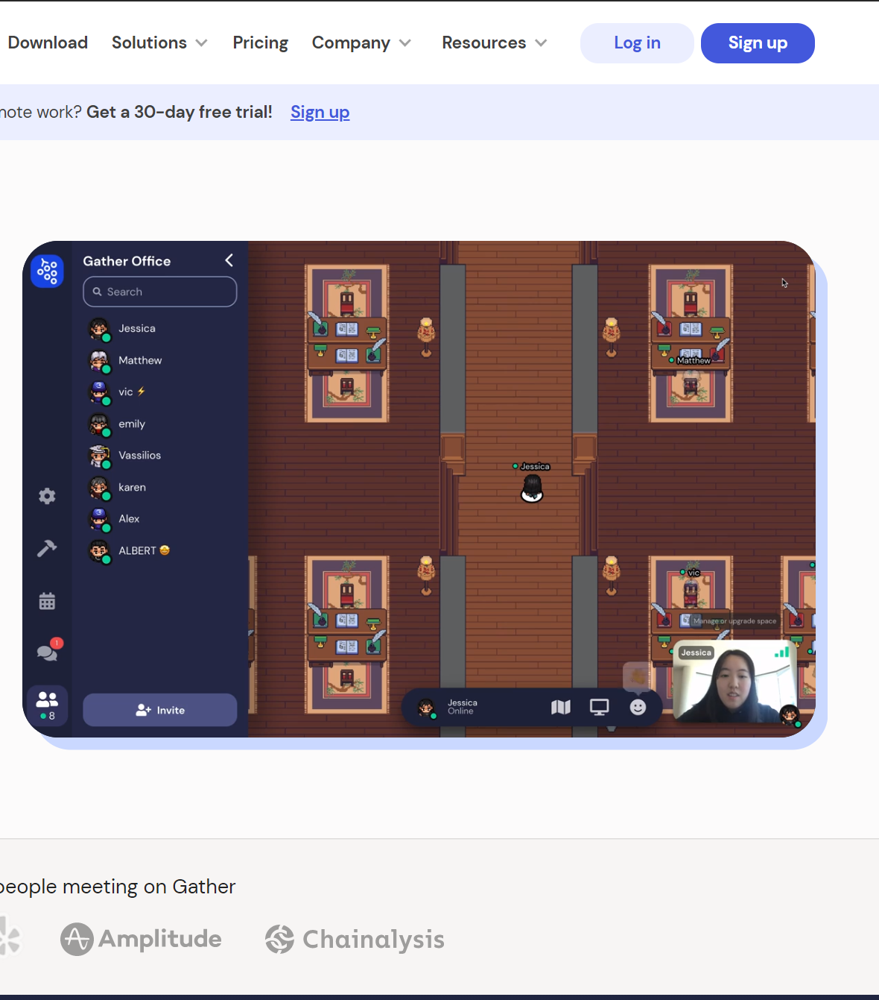 Download Solutions Pricing Company Resources Log in Sign up
note work? Get a 30-day free trial! Sign up
Gather Office
Search
Jessica
Matthew
vic ⚡
emily
Vassilios
karen
Alex
ALBERT 🤩
1
8
Invite
Matthew
Jessica
vic
Manage or upgrade space
Jessica
Jessica
Online
people meeting on Gather
Amplitude
Chainalysis